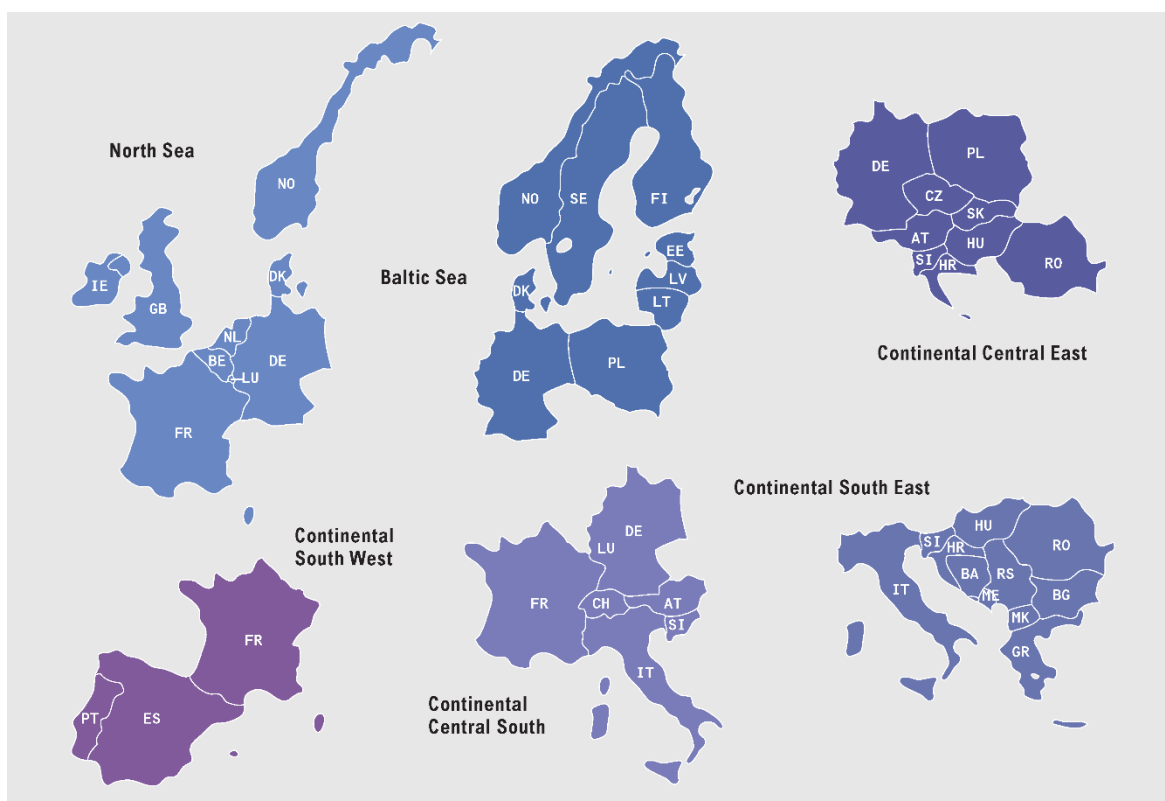 North Sea
NO
IE
GB
DK
NL
BE
DE
LU
FR
Baltic Sea
NO
SE
FI
EE
LV
LT
DK
DE
PL
Continental Central East
DE
PL
CZ
SK
AT
HU
SI
HR
RO
Continental
South West
FR
PT
ES
Continental
Central South
DE
LU
FR
CH
AT
SI
IT
Continental South East
HU
SI
HR
RO
BA
RS
IT
ME
BG
MK
GR